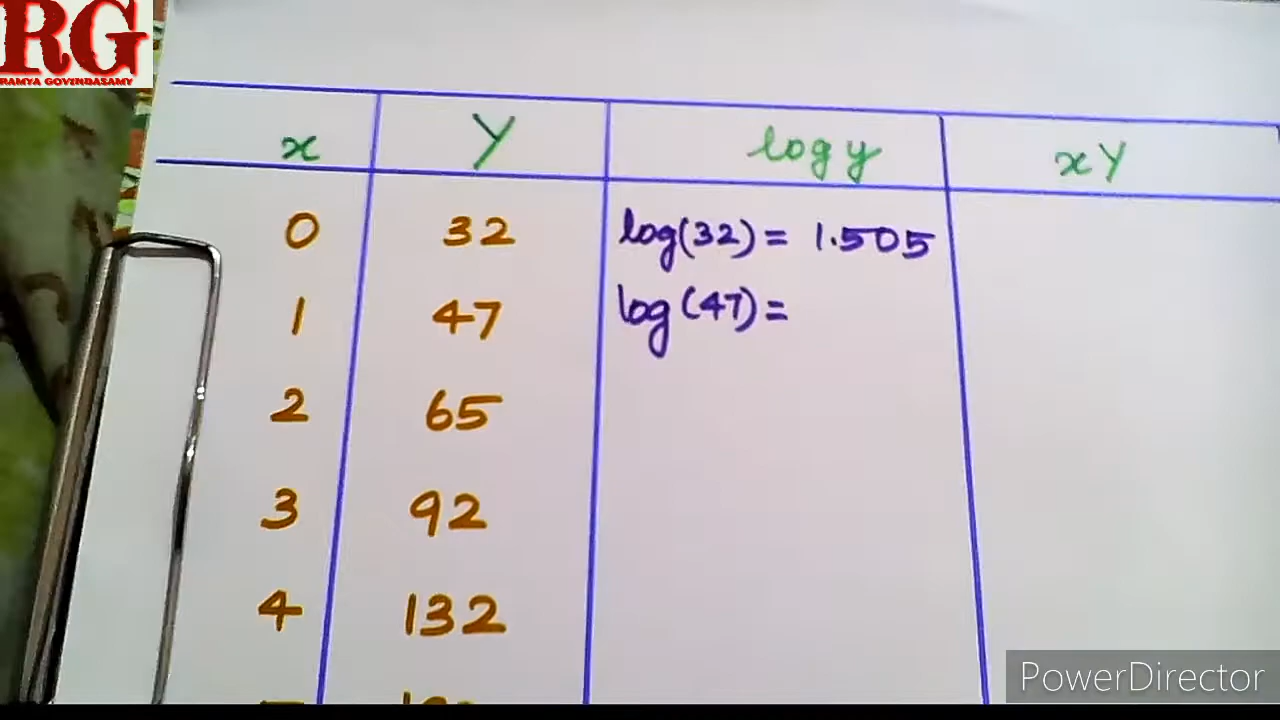 RG
RAMYA GOVINDASAMY
x Y log y xY
0 32 log(32) = 1.505
1 47 log(47) =
2 65
3 92
4 132
PowerDirector